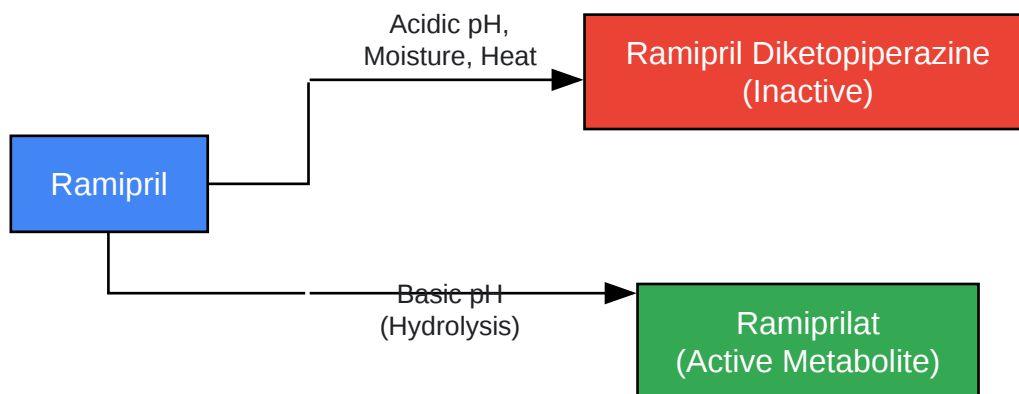 Acidic pH,
Moisture, Heat
Ramipril Diketopiperazine
(Inactive)
Ramipril
Basic pH
(Hydrolysis)
Ramiprilat
(Active Metabolite)